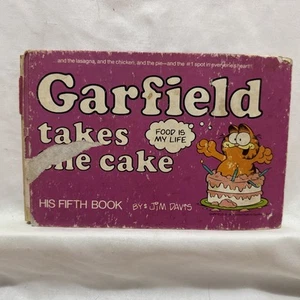 ...and the lasagna, and the chicken, and the pie—and the #1 spot in everyone's heart!
Garfield
takes
FOOD IS
MY LIFE
cake
HIS FIFTH BOOK
BY: JIM DAVIS